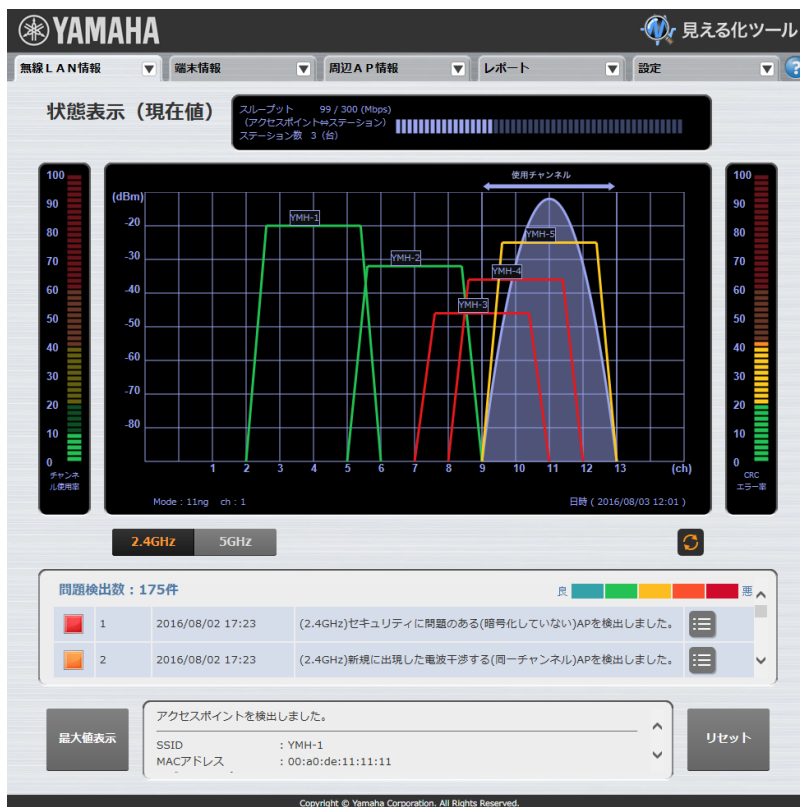 YAMAHA
見える化ツール
無線LAN情報
端末情報
周辺AP情報
レポート
設定
?
状態表示（現在値）
スループット 99 / 300 (Mbps)
（アクセスポイント⇔ステーション）
ステーション数 3（台）
100
90
80
70
60
50
40
30
20
10
0
チャンネル使用率
(dBm)
-20
-30
-40
-50
-60
-70
-80
使用チャンネル
YMH-1
YMH-2
YMH-5
YMH-4
YMH-3
1 2 3 4 5 6 7 8 9 10 11 12 13 (ch)
Mode : 11ng ch : 1
日時 ( 2016/08/03 12:01 )
100
90
80
70
60
50
40
30
20
10
0
CRC
エラー率
2.4GHz
5GHz
問題検出数：175件
良
悪
1 2016/08/02 17:23 (2.4GHz)セキュリティに問題のある(暗号化していない)APを検出しました。
2 2016/08/02 17:23 (2.4GHz)新規に出現した電波干渉する(同一チャンネル)APを検出しました。
最大値表示
アクセスポイントを検出しました。
SSID : YMH-1
MACアドレス : 00:a0:de:11:11:11
リセット
Copyright © Yamaha Corporation. All Rights Reserved.